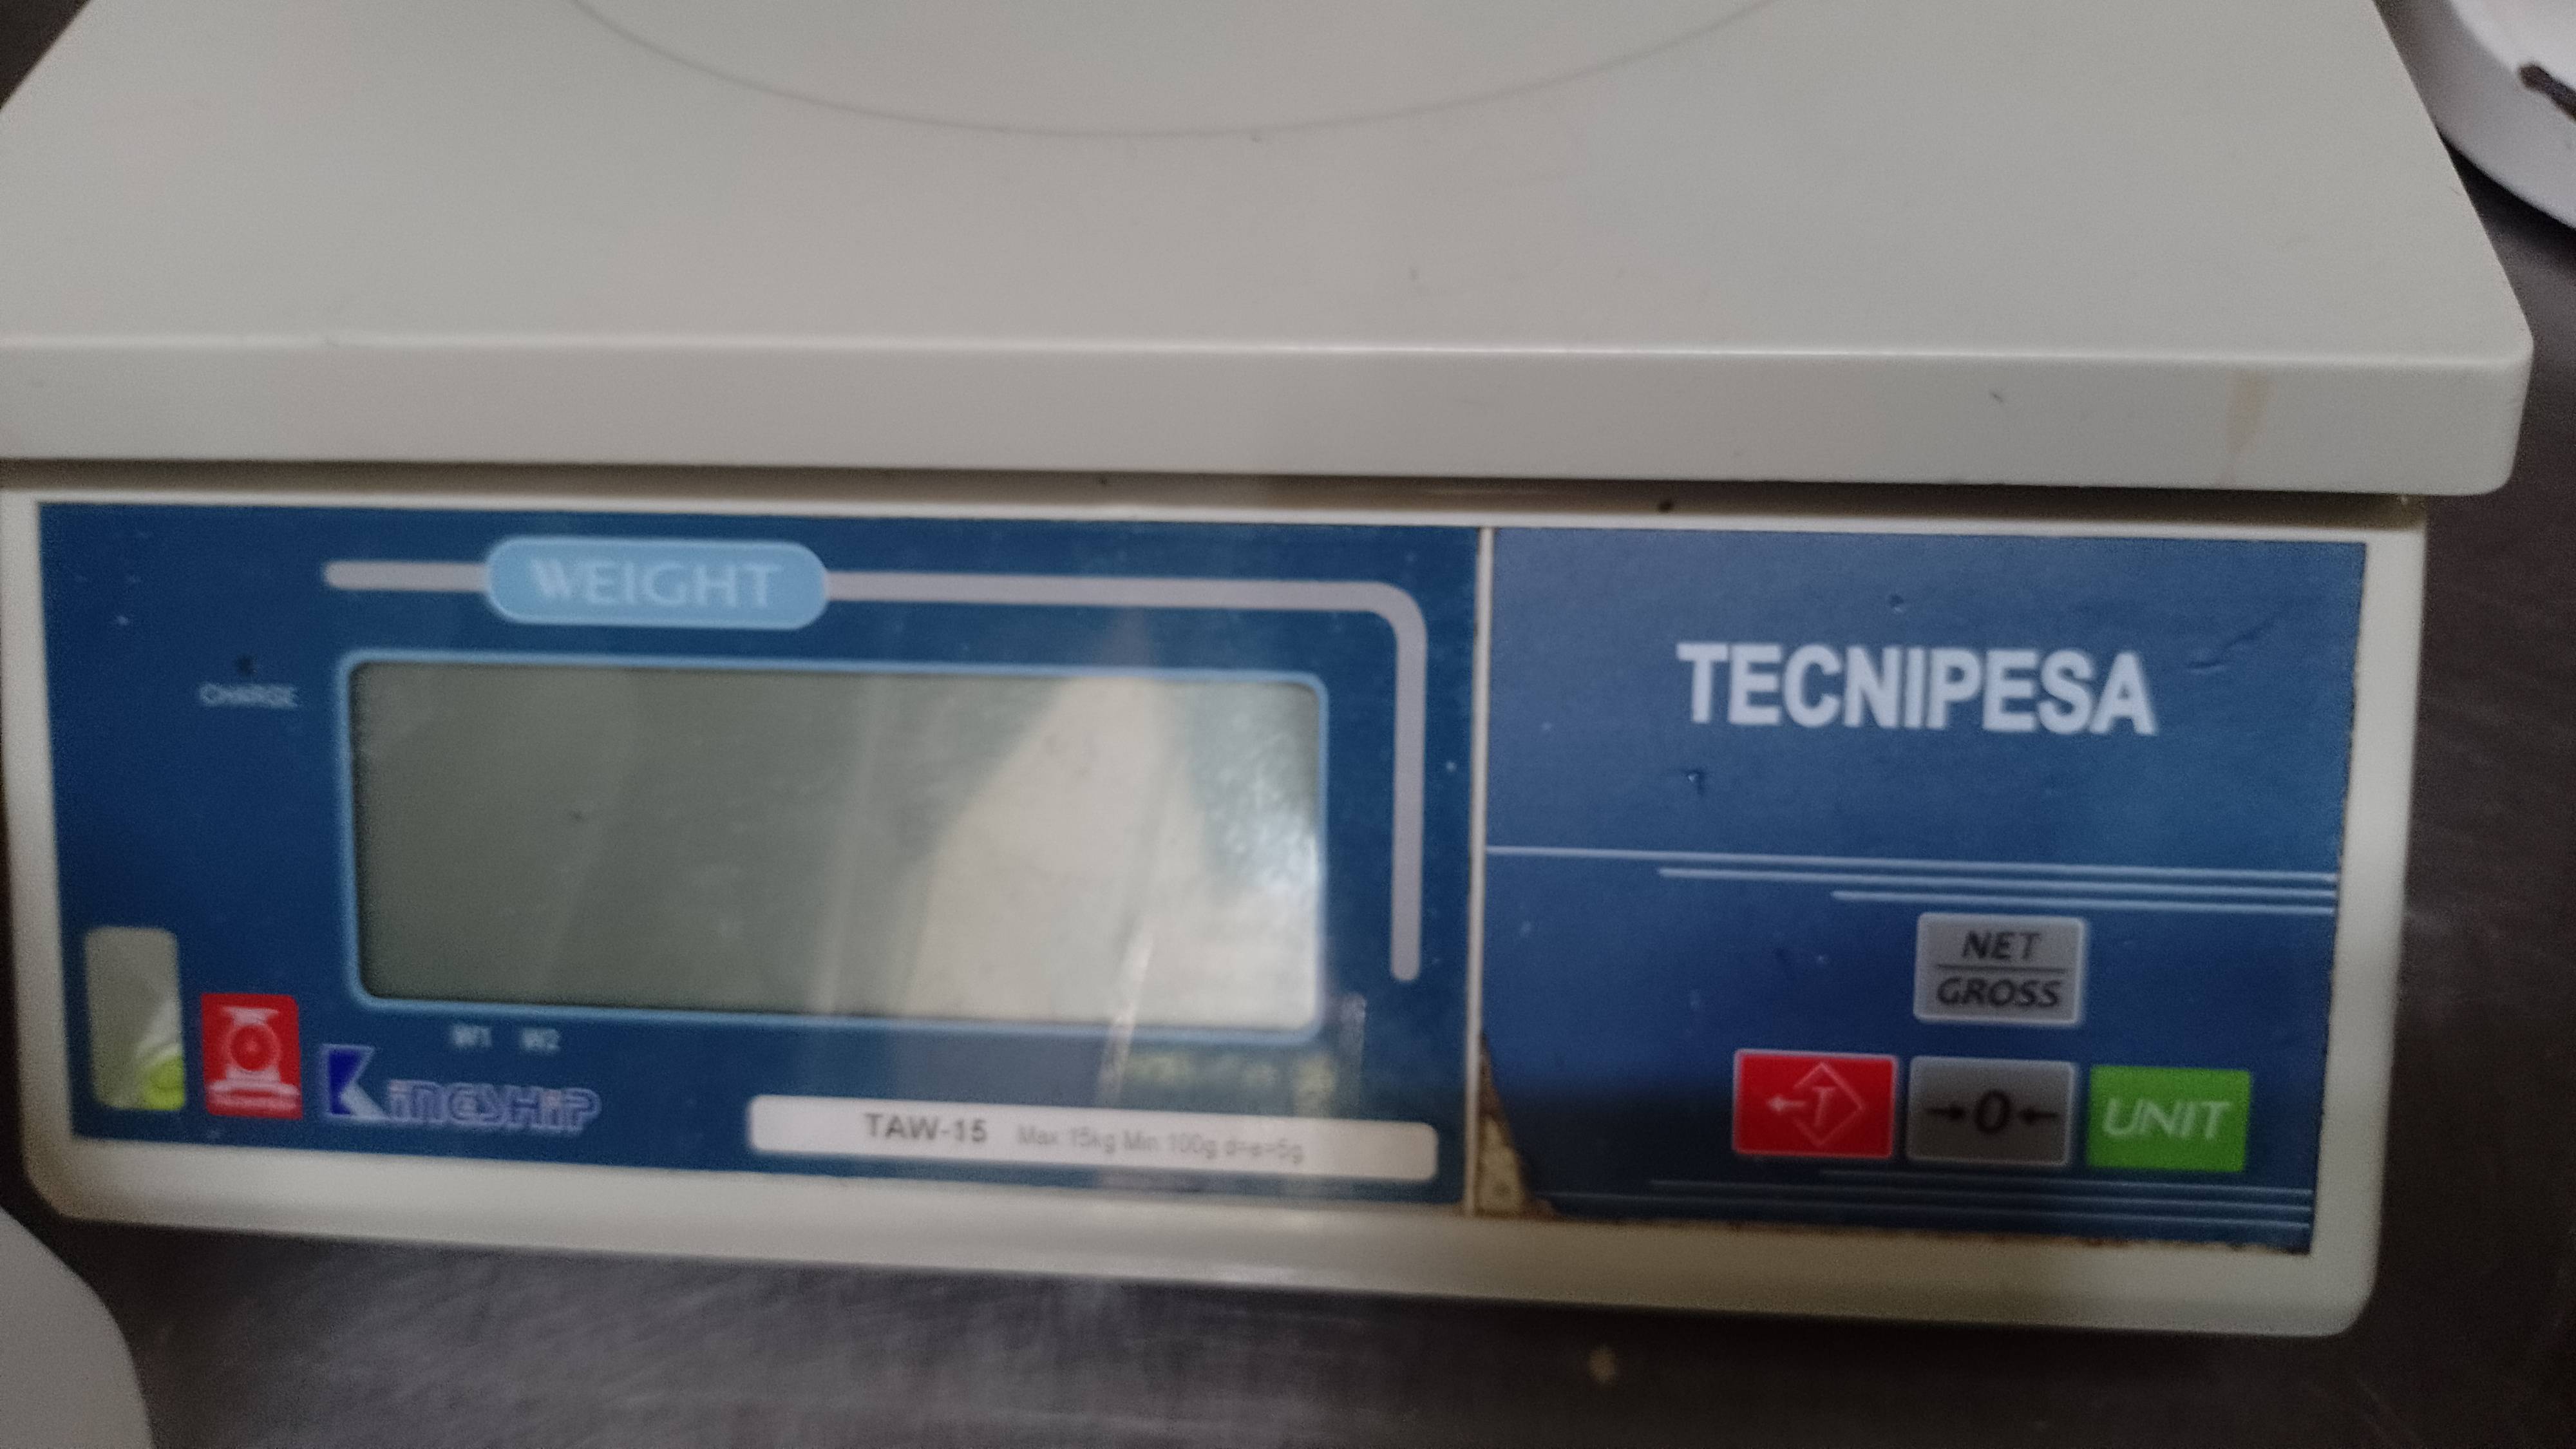 WEIGHT
CHARGE
TECNIPESA
NET
GROSS
W1 W2
KINGSHIP
TAW-15 Max 15kg Min 100g d=e=5g
T →0← UNIT